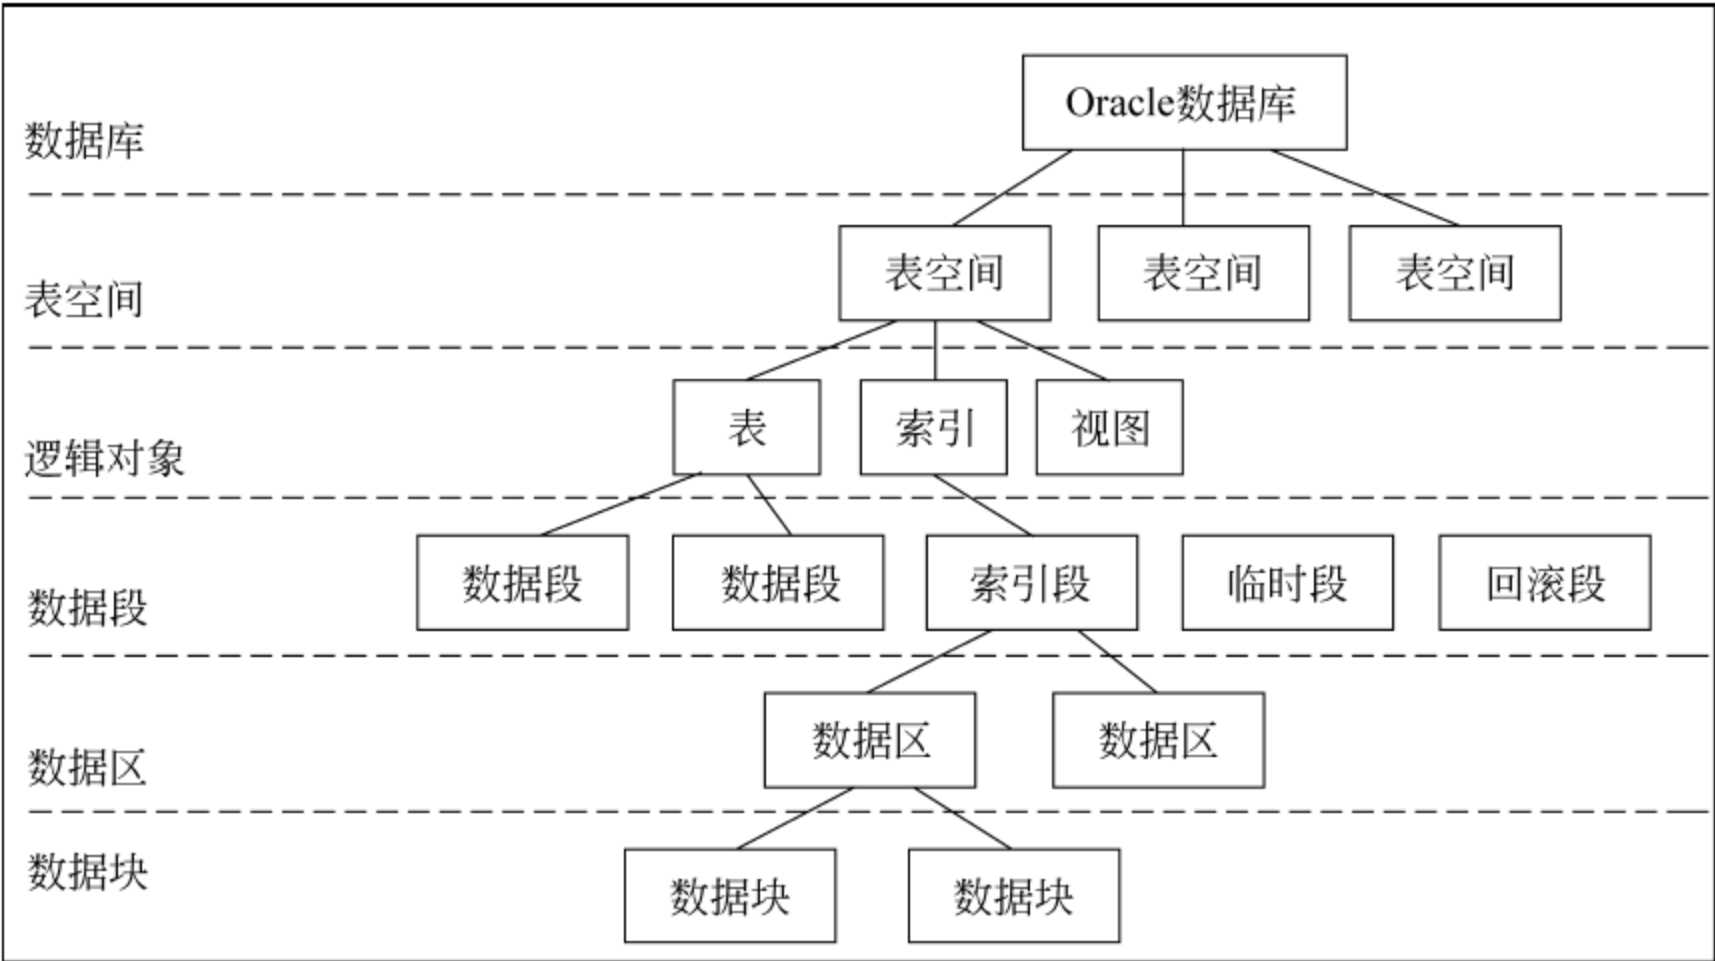 Oracle数据库
数据库
表空间 表空间 表空间
表空间
表 索引 视图
逻辑对象
数据段 数据段 索引段 临时段 回滚段
数据段
数据区 数据区
数据区
数据块
数据块 数据块